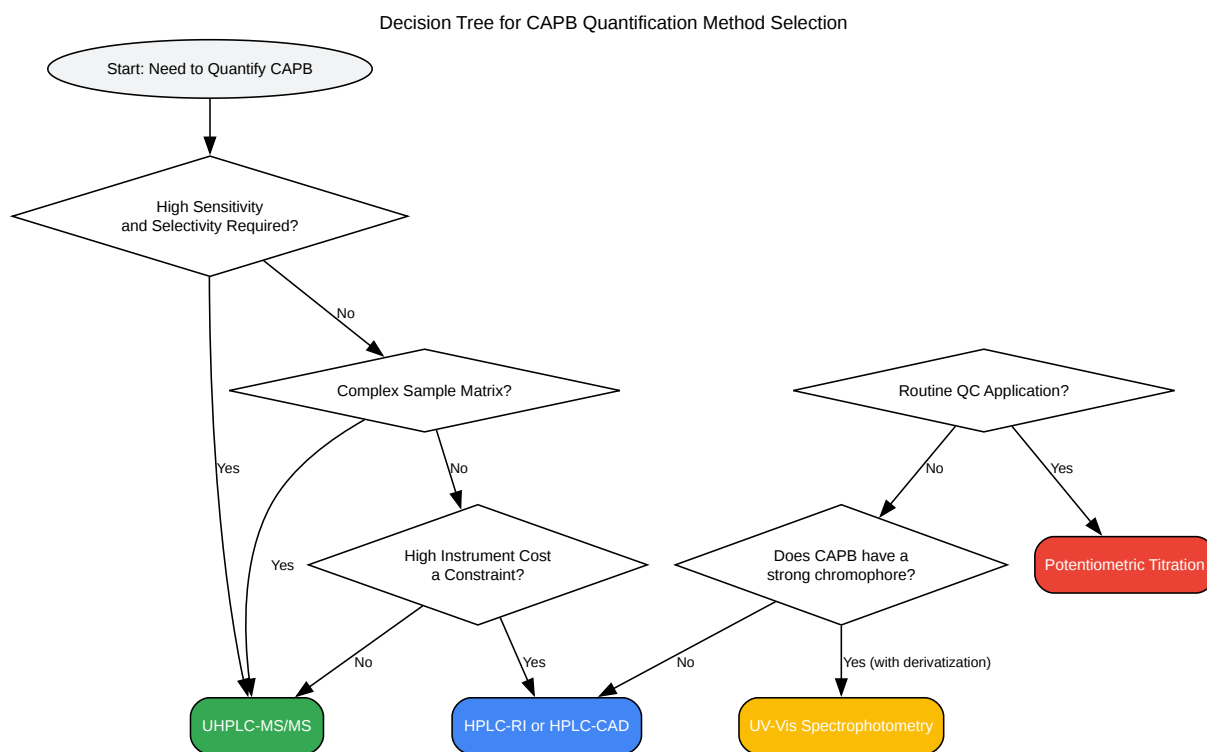 Decision Tree for CAPB Quantification Method Selection
Start: Need to Quantify CAPB
High Sensitivity
and Selectivity Required?
No
Complex Sample Matrix?
Routine QC Application?
Yes
No
No
Yes
High Instrument Cost
a Constraint?
Does CAPB have a
strong chromophore?
Potentiometric Titration
Yes
No
Yes
No
Yes (with derivatization)
UHPLC-MS/MS
HPLC-RI or HPLC-CAD
UV-Vis Spectrophotometry